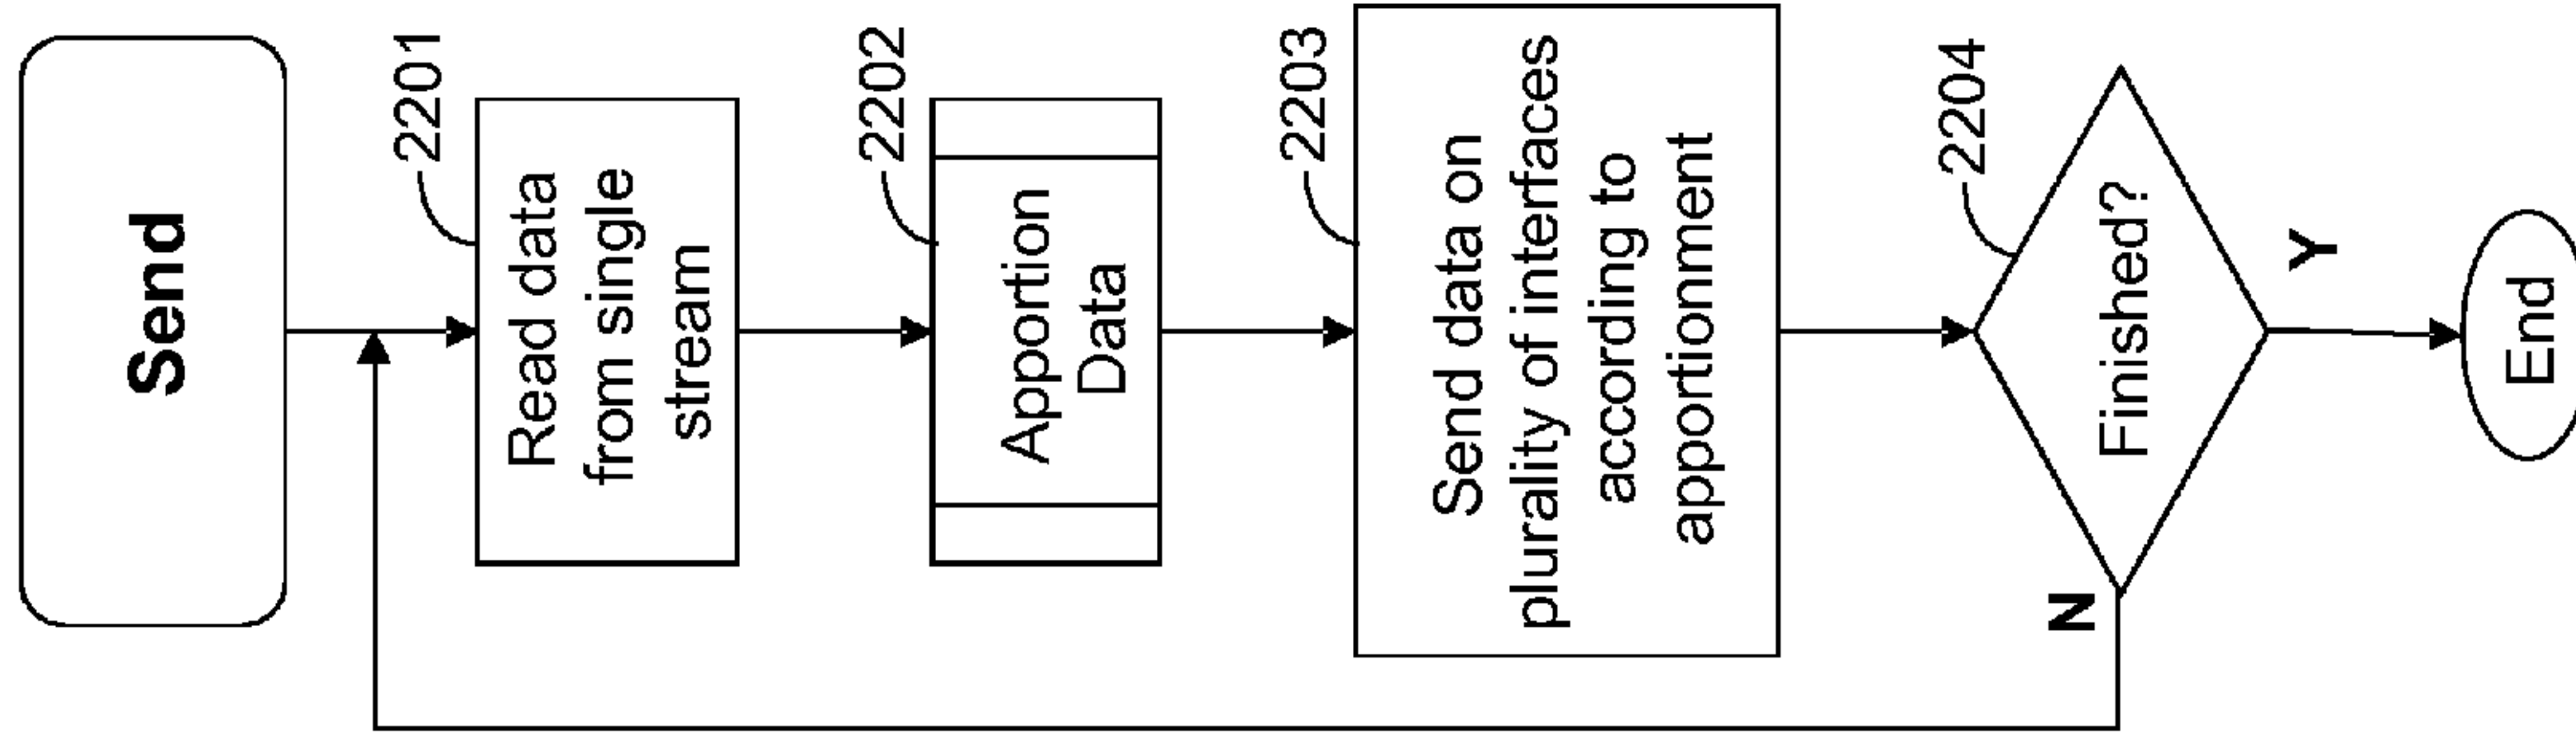 Send
2201
Read data
from single
stream
2202
Apportion
Data
2203
Send data on
plurality of interfaces
according to
apportionment
2204
Finished?
N
Y
End